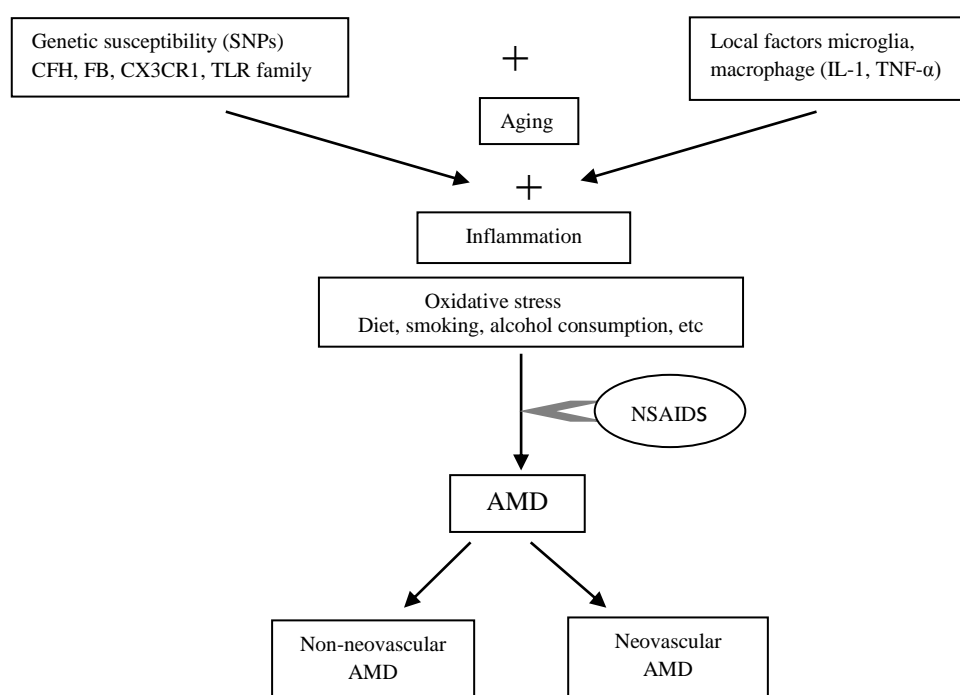 Genetic susceptibility (SNPs)
CFH, FB, CX3CR1, TLR family
+
Local factors microglia,
macrophage (IL-1, TNF-α)
Aging
+
Inflammation
Oxidative stress
Diet, smoking, alcohol consumption, etc
NSAIDS
AMD
Non-neovascular
AMD
Neovascular
AMD